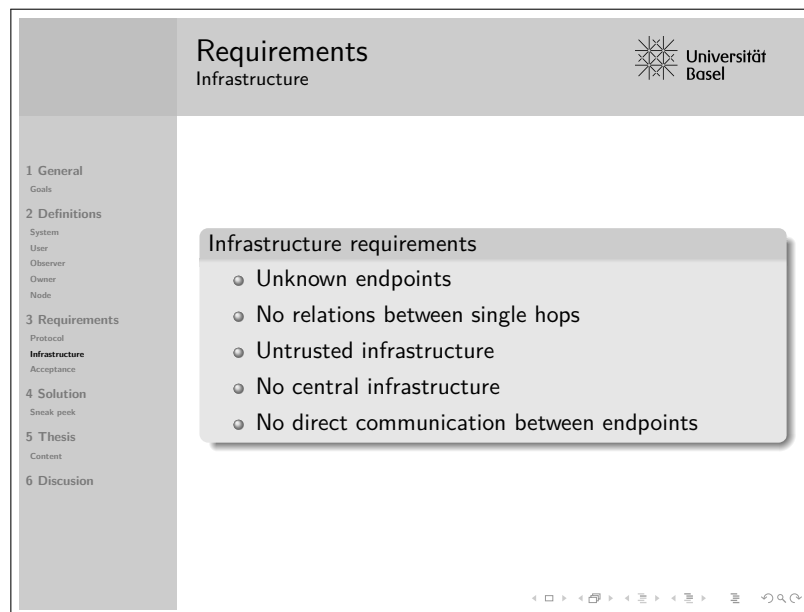 Requirements
Infrastructure
Universität
Basel
1 General
Goals
2 Definitions
System
User
Observer
Owner
Node
3 Requirements
Protocol
Infrastructure
Acceptance
4 Solution
Sneak peek
5 Thesis
Content
6 Discusion
Infrastructure requirements
Unknown endpoints
No relations between single hops
Untrusted infrastructure
No central infrastructure
No direct communication between endpoints